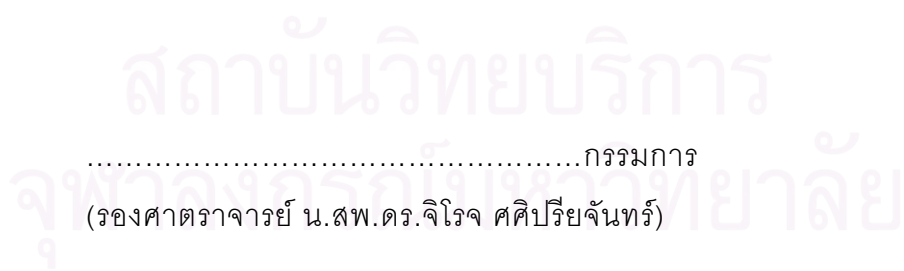 สถาบันวิทยบริการ
……………………………………………กรรมการ
จุฬาลงกรณ์มหาวิทยาลัย
(รองศาตราจารย์ น.สพ.ดร.จิโรจ ศศิปรียจันทร์)